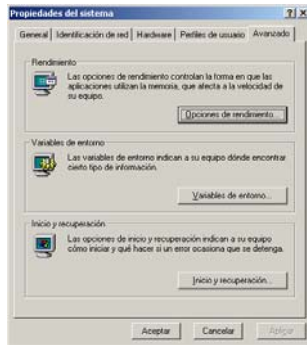 Propiedades del sistema
General Identificación de red Hardware Perfiles de usuario Avanzado
Rendimiento
Las opciones de rendimiento controlan la forma en que las
aplicaciones utilizan la memoria, que afecta a la velocidad de
su equipo.
Opciones de rendimiento...
Variables de entorno
Las variables de entorno indican a su equipo dónde encontrar
cierto tipo de información.
Variables de entorno...
Inicio y recuperación
Las opciones de inicio y recuperación indican a su equipo
cómo iniciar y qué hacer si un error ocasiona que se detenga.
Inicio y recuperación...
Aceptar Cancelar Aplicar